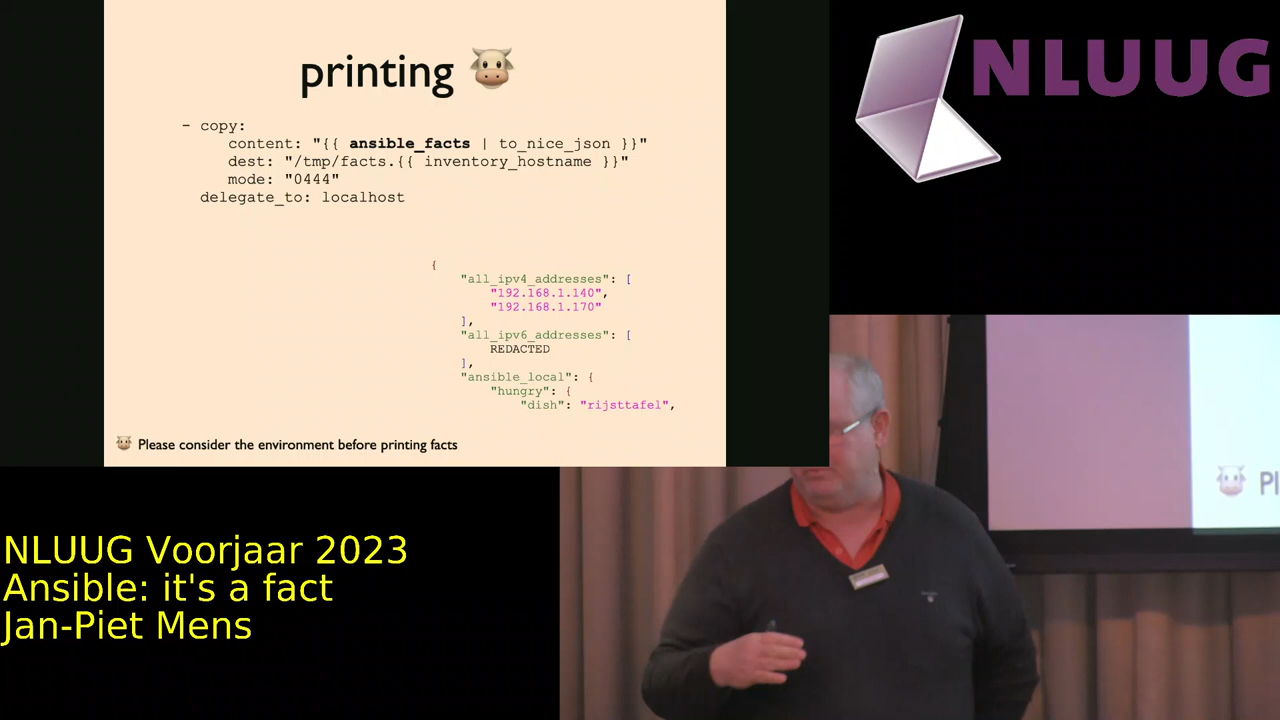 printing
- copy:
content: "{{ ansible_facts | to_nice_json }}"
dest: "/tmp/facts.{{ inventory_hostname }}"
mode: "0444"
delegate_to: localhost
{
"all_ipv4_addresses": [
"192.168.1.140",
"192.168.1.170"
],
"all_ipv6_addresses": [
REDACTED
],
"ansible_local": {
"hungry": {
"dish": "rijsttafel",
Please consider the environment before printing facts
NLUUG
Pl
NLUUG Voorjaar 2023
Ansible: it's a fact
Jan-Piet Mens